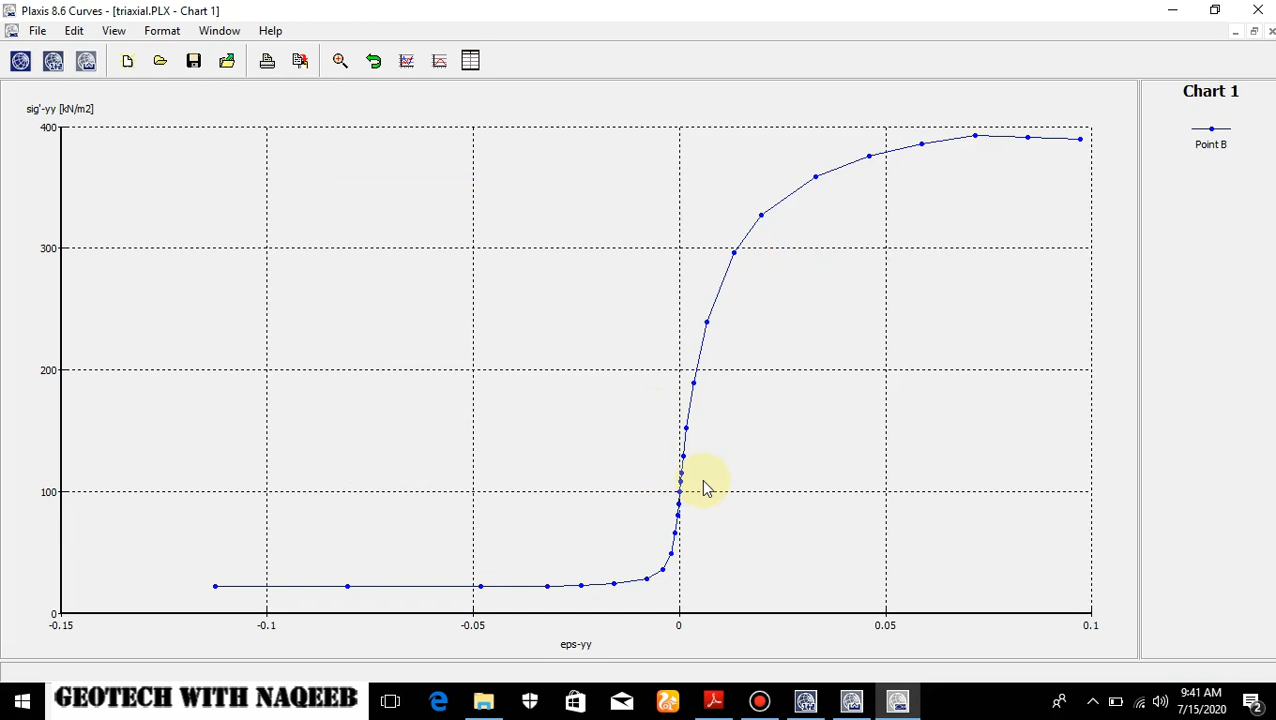 Plaxis 8.6 Curves - [triaxial.PLX - Chart 1]
File Edit View Format Window Help
sig'-yy [kN/m2]
Chart 1
Point B
400
300
200
100
0
-0.15 -0.1 -0.05 0 0.05 0.1
eps-yy
GEOTECH WITH NAQEEB
9:41 AM
7/15/2020
2